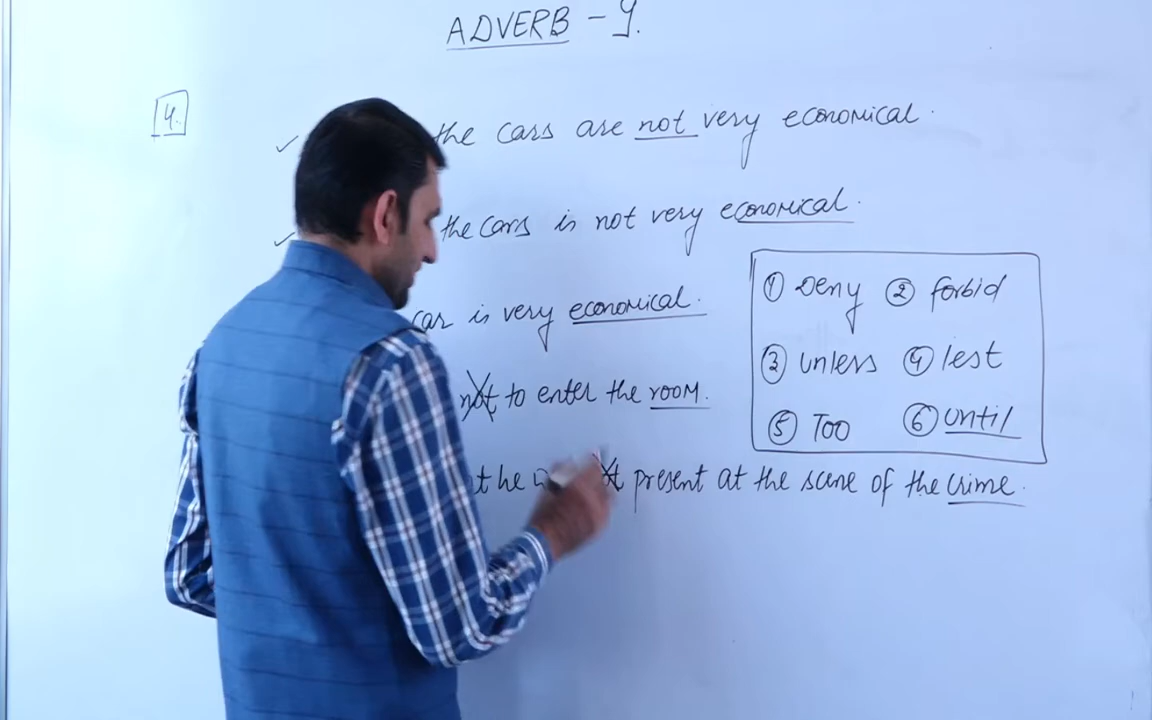 ADVERB - 9.
4.
the cars are not very economical.
the cars is not very economical.
car is very economical.
① Deny ② forbid
③ unless ④ lest
⑤ Too ⑥ until
not to enter the room.
he present at the scene of the crime.